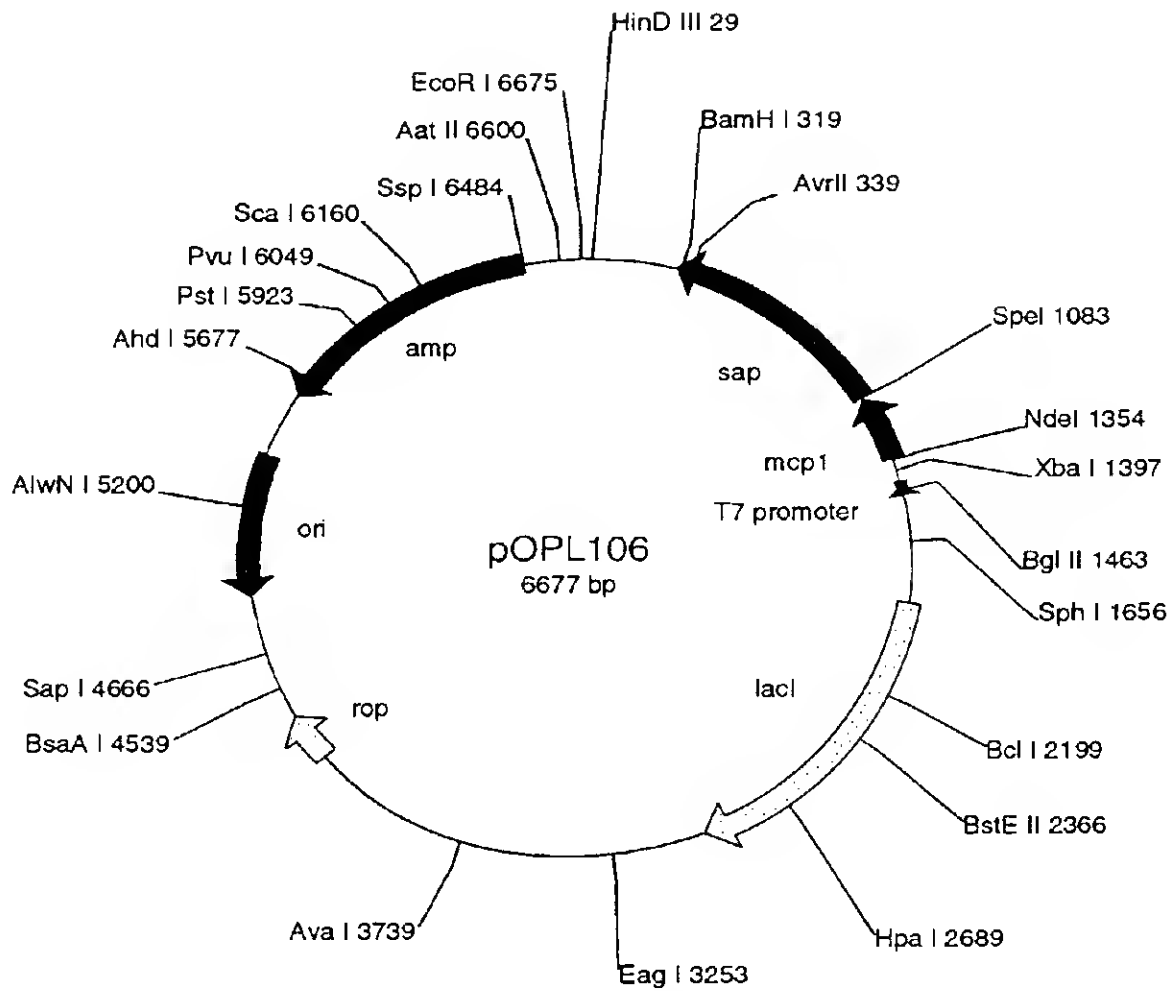 HinD III 29
EcoR I 6675
Aat II 6600
BamH I 319
AvrII 339
Ssp I 6484
Sca I 6160
Pvu I 6049
Pst I 5923
Ahd I 5677
amp
sap
SpeI 1083
NdeI 1354
mcp1
Xba I 1397
T7 promoter
AlwN I 5200
ori
pOPL106
6677 bp
Bgl II 1463
Sph I 1656
lacI
Sap I 4666
rop
BsaA I 4539
Bcl I 2199
BstE II 2366
Ava I 3739
Hpa I 2689
Eag I 3253